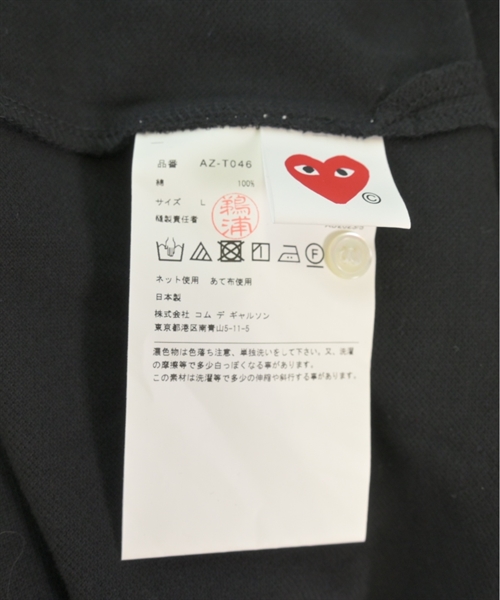 品番 AZ-T046
綿 100%
サイズ L
縫製責任者
鵜浦
F
ネット使用 あて布使用
日本製
株式会社 コム デ ギャルソン
東京都港区南青山5-11-5
濃色物は色落ち注意、単独洗いをして下さい。又、洗濯
の摩擦等で多少白っぽくなる事があります。
この素材は洗濯等で多少の伸縮や斜行する事があります。
©